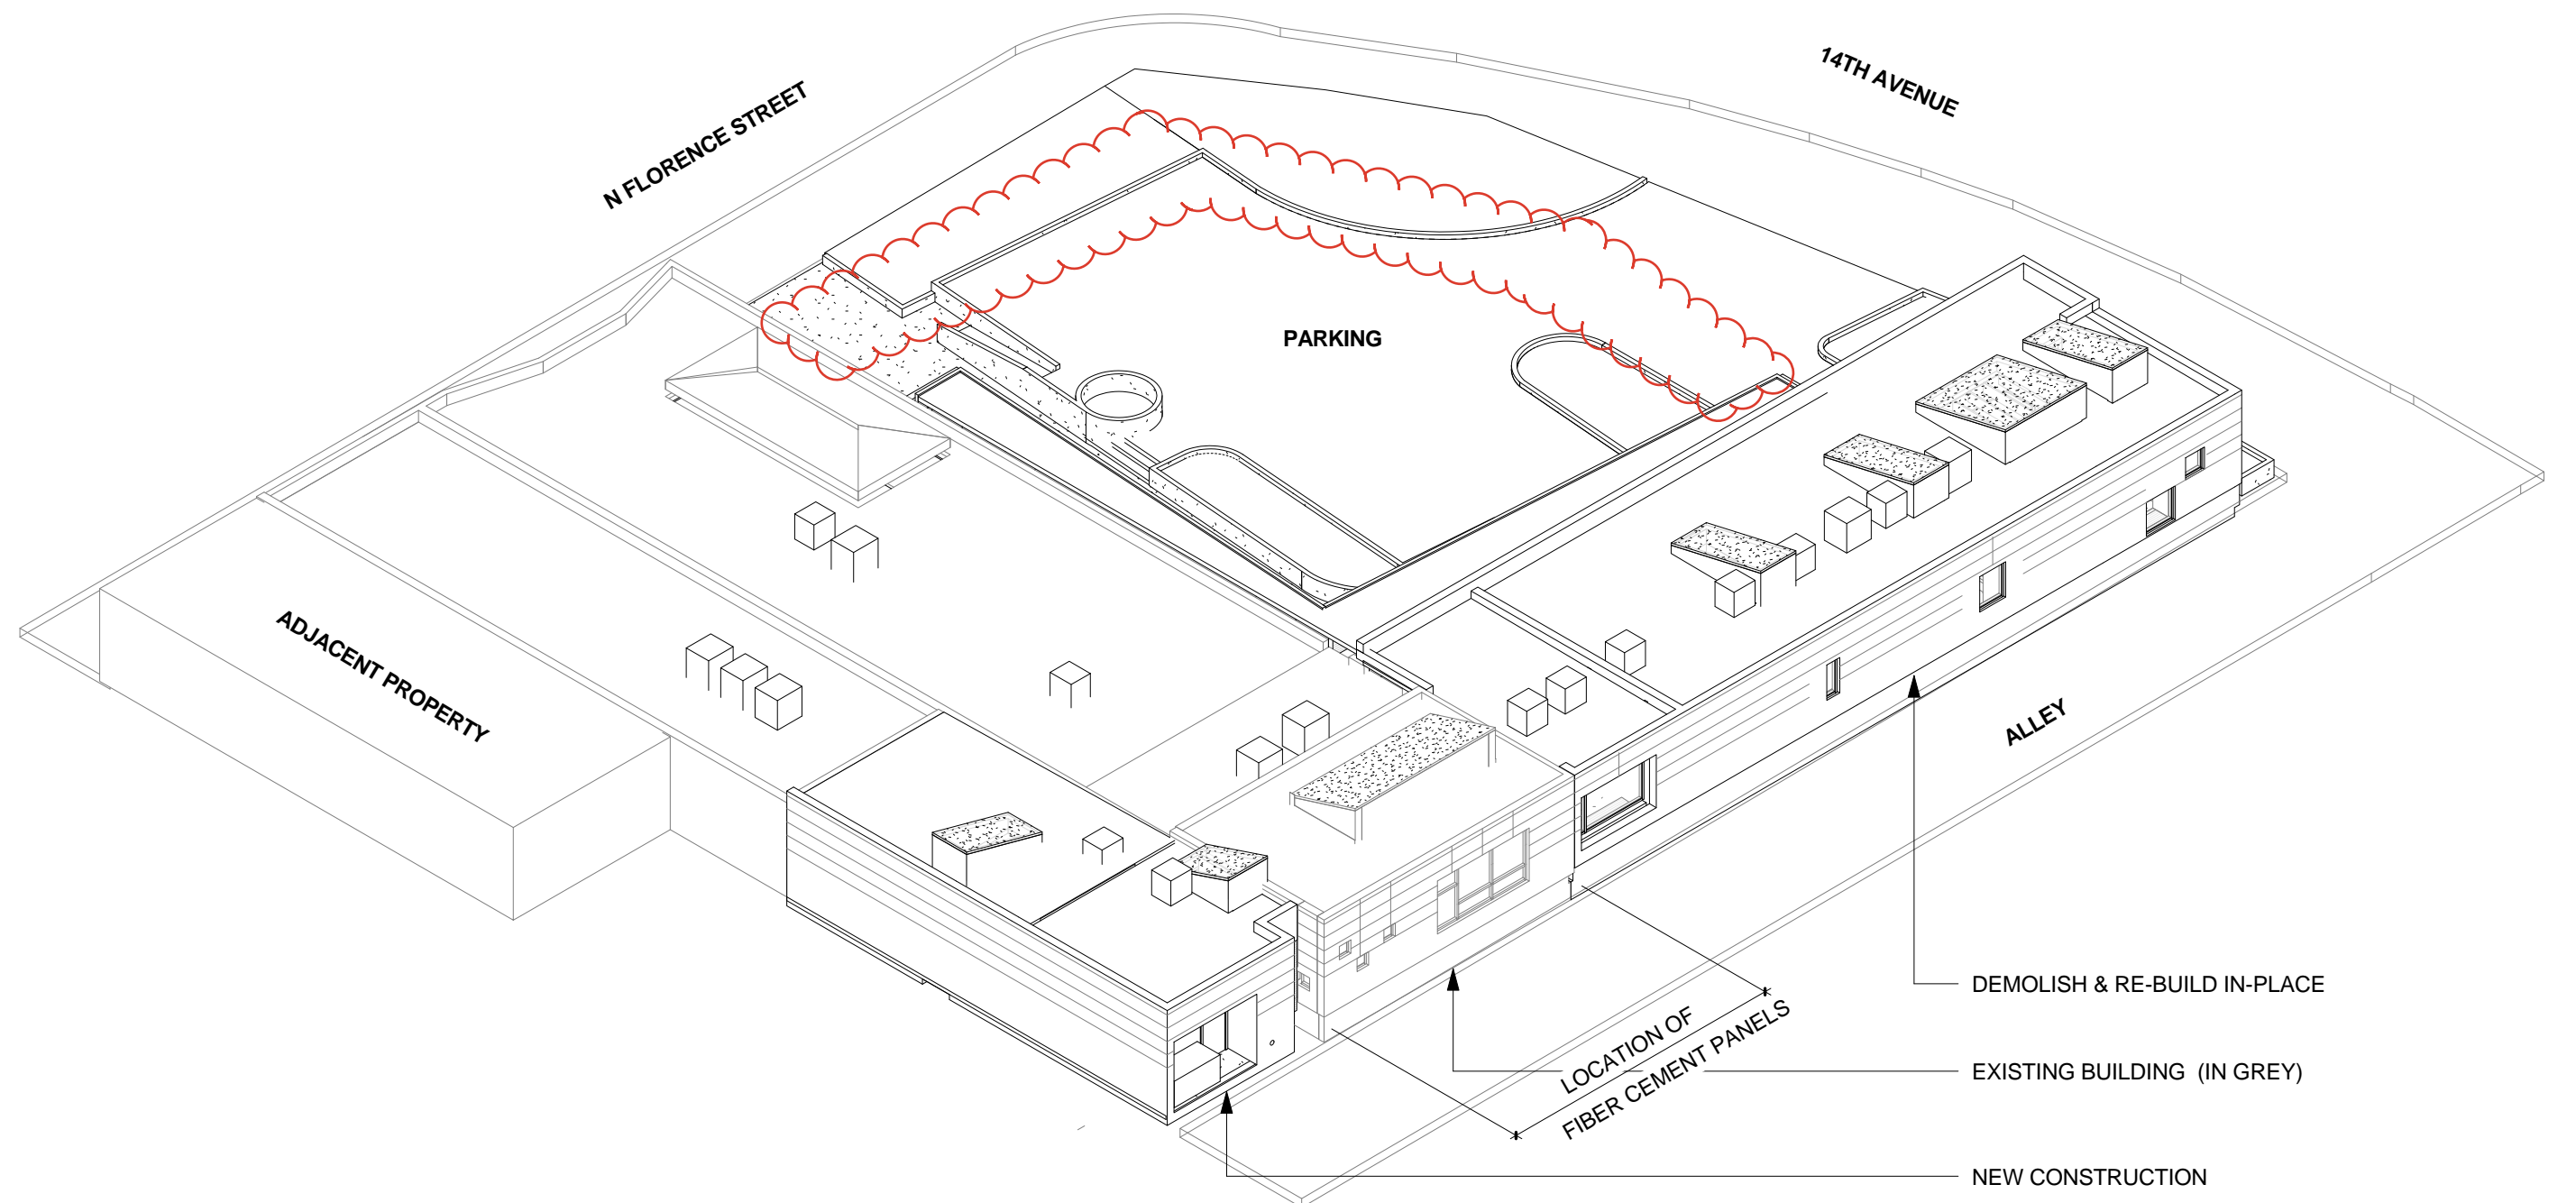 14TH AVENUE
N FLORENCE STREET
PARKING
ADJACENT PROPERTY
ALLEY
DEMOLISH & RE-BUILD IN-PLACE
LOCATION OF
FIBER CEMENT PANELS
EXISTING BUILDING  (IN GREY)
NEW CONSTRUCTION